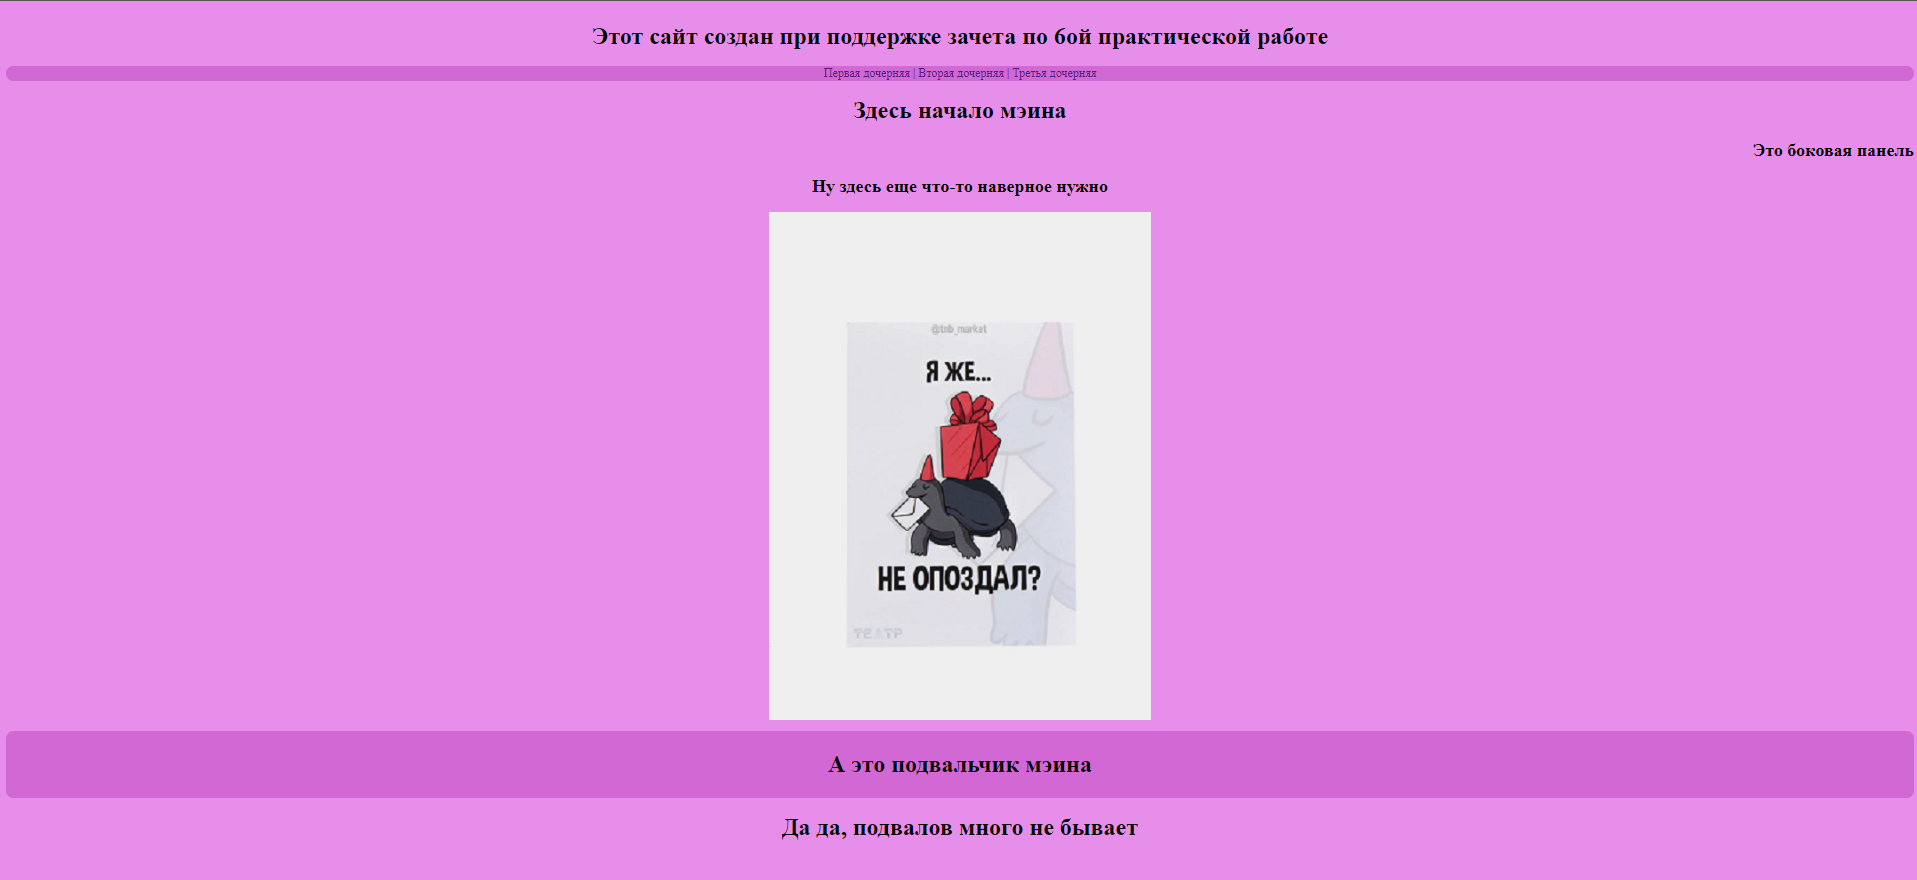 Этот сайт создан при поддержке зачета по 6ой практической работе
Первая дочерняя | Вторая дочерняя | Третья дочерняя
Здесь начало мэина
Это боковая панель
Ну здесь еще что-то наверное нужно
@tnb_market
Я ЖЕ...
НЕ ОПОЗДАЛ?
ТЕАТР
А это подвальчик мэина
Да да, подвалов много не бывает